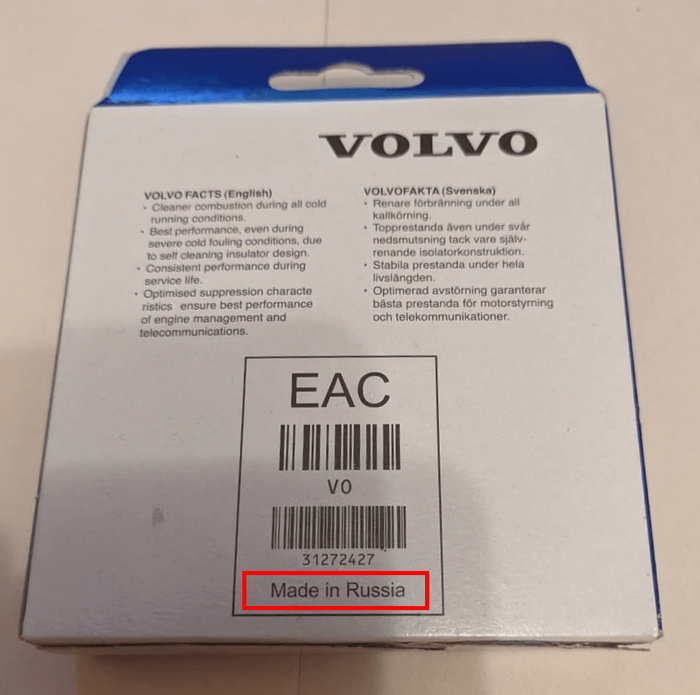 VOLVO
VOLVO FACTS (English)
• Cleaner combustion during all cold
running conditions.
• Best performance, even during
severe cold fouling conditions, due
to self cleaning insulator design.
• Consistent performance during
service life.
• Optimised suppression characte
ristics ensure best performance
of engine management and
telecommunications.
VOLVOFAKTA (Svenska)
• Renare förbränning under all
kallkörning.
• Topprestanda även under svår
nedsmutsning tack vare själv-
renande isolatorkonstruktion.
• Stabila prestanda under hela
livslängden.
• Optimerad avstörning garanterar
bästa prestanda för motorstyrning
och telekommunikationer.
EAC
VO
31272427
Made in Russia